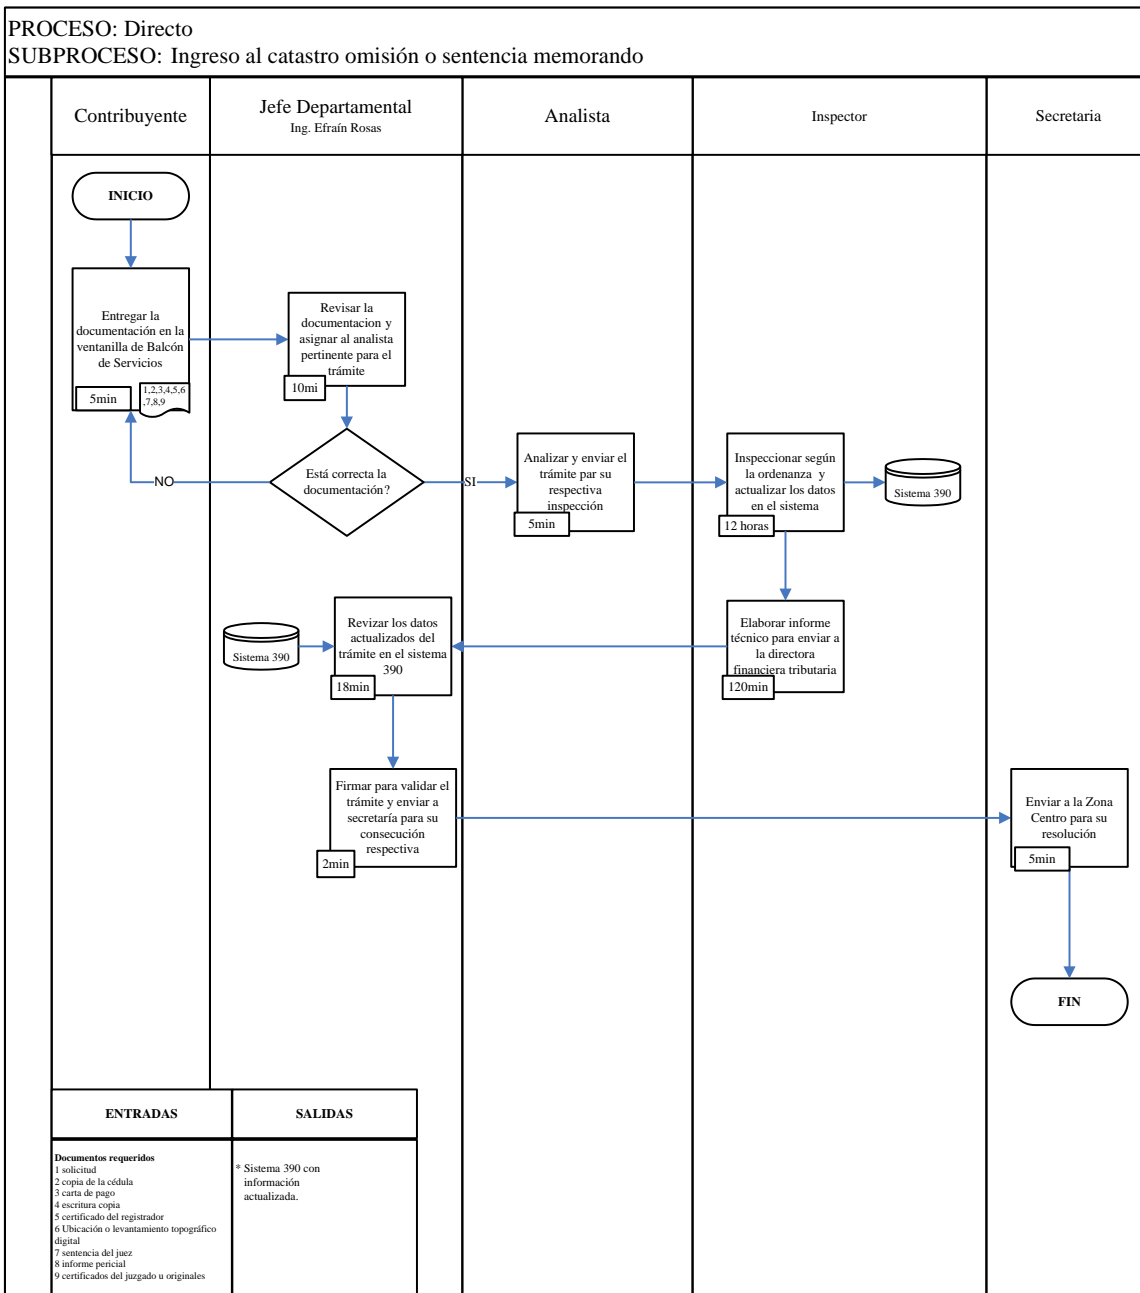 PROCESO: Directo
SUBPROCESO: Ingreso al catastro omisión o sentencia memorando
Contribuyente
Jefe Departamental
Ing. Efraín Rosas
Analista
Inspector
Secretaria
INICIO
Entregar la
documentación en la
ventanilla de Balcón
de Servicios
5min
1,2,3,4,5,6
,7,8,9
Revisar la
documentacion y
asignar al analista
pertinente para el
trámite
10mi
Está correcta la
documentación?
NO
SI
Analizar y enviar el
trámite par su
respectiva
inspección
5min
Inspeccionar según
la ordenanza y
actualizar los datos
en el sistema
12 horas
Sistema 390
Elaborar informe
técnico para enviar a
la directora
financiera tributaria
120min
Sistema 390
Revizar los datos
actualizados del
trámite en el sistema
390
18min
Firmar para validar el
trámite y enviar a
secretaría para su
consecución
respectiva
2min
Enviar a la Zona
Centro para su
resolución
5min
FIN
ENTRADAS
Documentos requeridos
1 solicitud
2 copia de la cédula
3 carta de pago
4 escritura copia
5 certificado del registrador
6 Ubicación o levantamiento topográfico
digital
7 sentencia del juez
8 informe pericial
9 certificados del juzgado u originales
SALIDAS
* Sistema 390 con
información
actualizada.